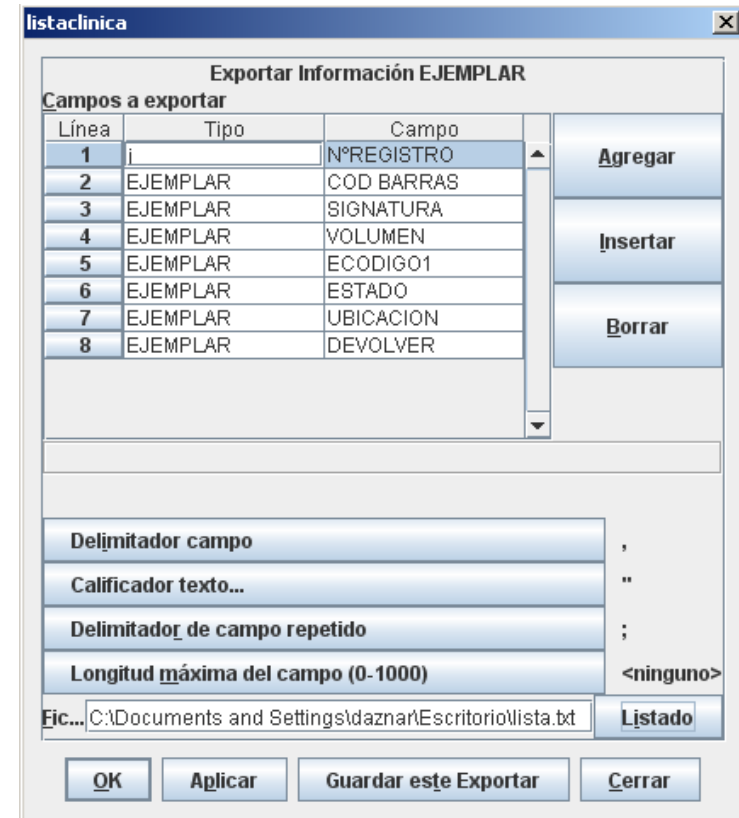 listaclinica
Exportar Información EJEMPLAR
Campos a exportar
Línea Tipo Campo
1 j NºREGISTRO
2 EJEMPLAR COD BARRAS
3 EJEMPLAR SIGNATURA
4 EJEMPLAR VOLUMEN
5 EJEMPLAR ECODIGO1
6 EJEMPLAR ESTADO
7 EJEMPLAR UBICACION
8 EJEMPLAR DEVOLVER
Agregar
Insertar
Borrar
Delimitador campo ,
Calificador texto... "
Delimitador de campo repetido ;
Longitud máxima del campo (0-1000) <ninguno>
Fic... C:\Documents and Settings\daznar\Escritorio\lista.txt Listado
OK Aplicar Guardar este Exportar Cerrar